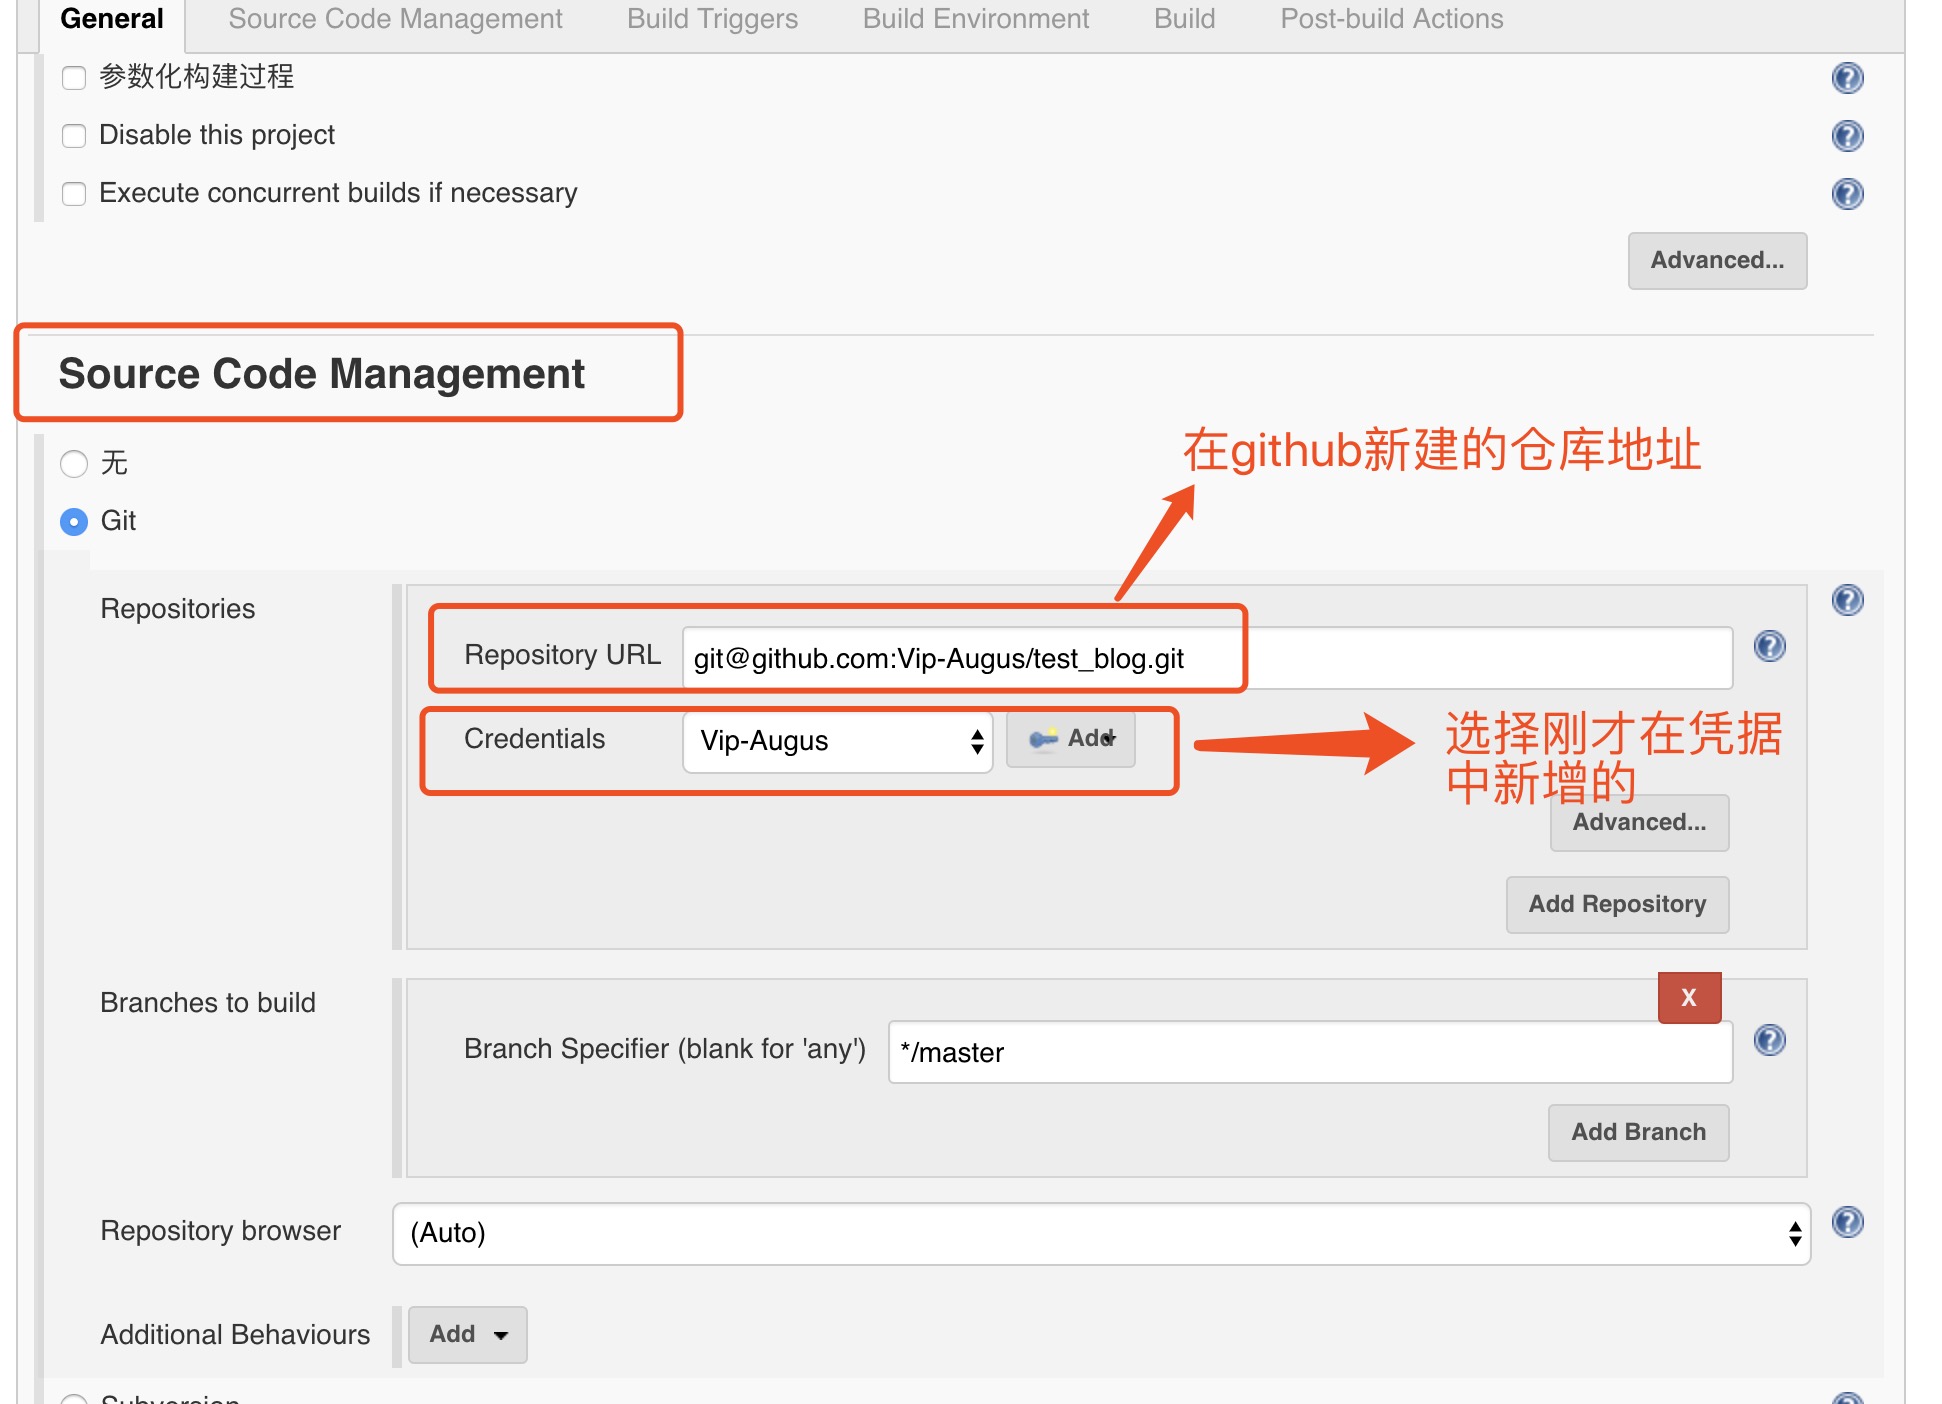 General Source Code Management Build Triggers Build Environment Build Post-build Actions
参数化构建过程
Disable this project
Execute concurrent builds if necessary
Advanced...
Source Code Management
在github新建的仓库地址
无
Git
Repositories
Repository URL git@github.com:Vip-Augus/test_blog.git
Credentials Vip-Augus Add
选择刚才在凭据
中新增的
Advanced...
Add Repository
Branches to build
X
Branch Specifier (blank for 'any') */master
Add Branch
Repository browser (Auto)
Additional Behaviours Add
Subversion